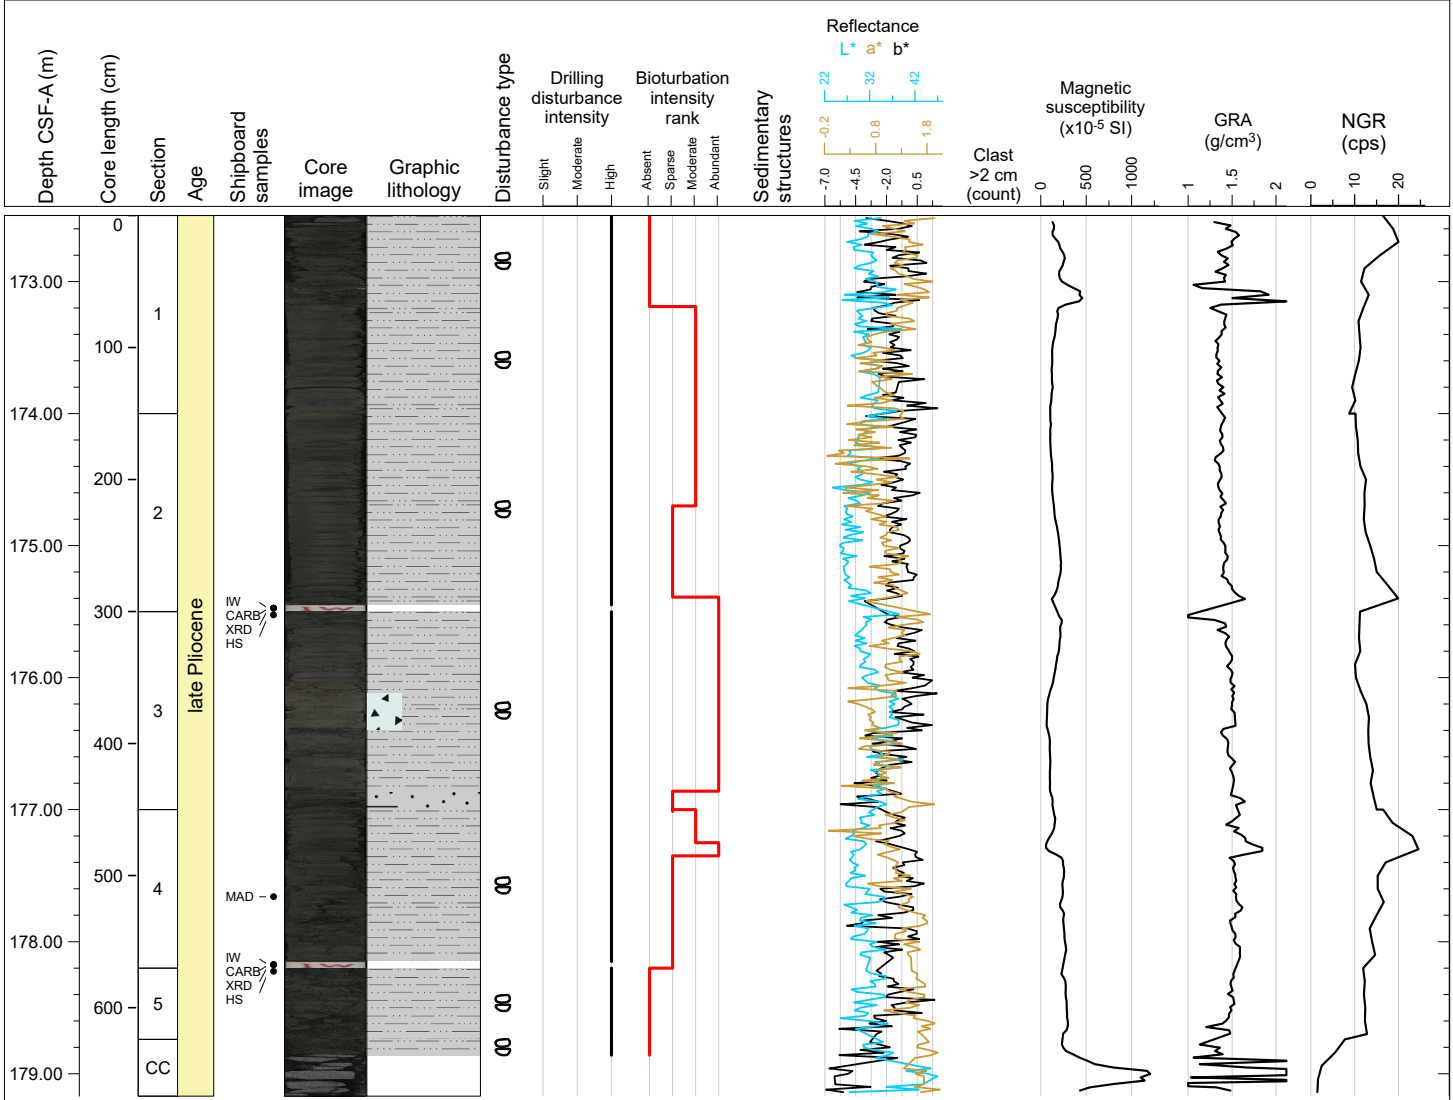 Depth CSF-A (m)
Core length (cm)
Section
Age
Shipboard
samples
Core
image
Graphic
lithology
Disturbance type
Drilling
disturbance
intensity
Slight
Moderate
High
Bioturbation
intensity
rank
Absent
Sparse
Moderate
Abundant
Sedimentary
structures
Reflectance
L* a* b*
22 32 42
-0.2 0.8 1.8
-7.0 -4.5 -2.0 0.5
Clast
>2 cm
(count)
Magnetic
susceptibility
(x10-5 SI)
0 500 1000
GRA
(g/cm3)
1 1.5 2
NGR
(cps)
0 10 20
173.00
174.00
175.00
176.00
177.00
178.00
179.00
0
100
200
300
400
500
600
1
2
3
4
5
CC
late Pliocene
IW
CARB
XRD
HS
MAD
IW
CARB
XRD
HS
IW
IW